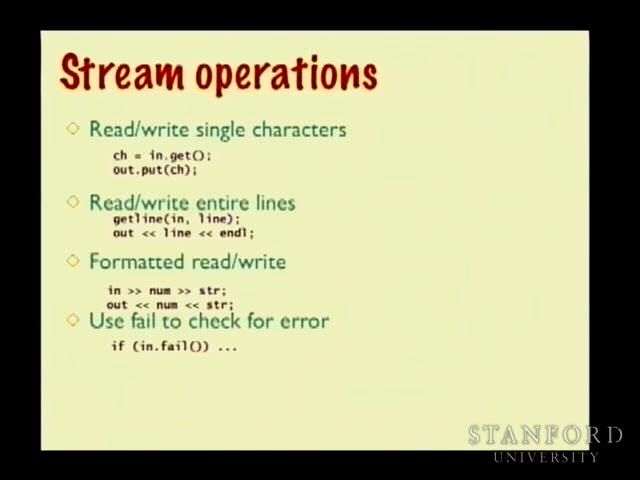 Stream operations
Read/write single characters
ch = in.get();
out.put(ch);
Read/write entire lines
getline(in, line);
out << line << endl;
Formatted read/write
in >> num >> str;
out << num << str;
Use fail to check for error
if (in.fail()) ...
STANFORD
UNIVERSITY